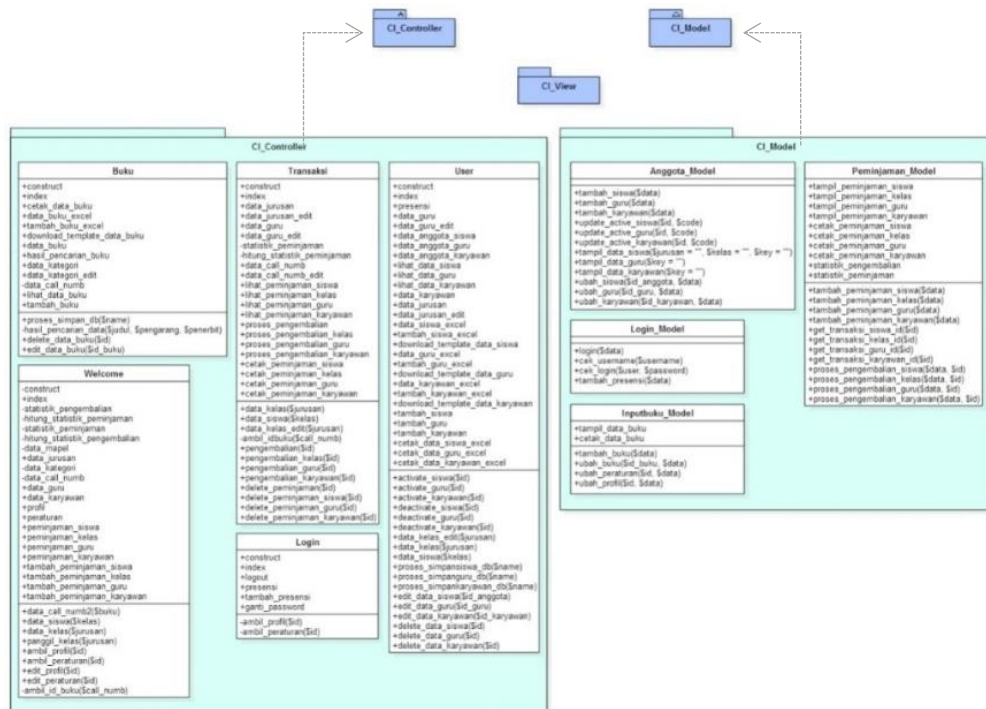 CI_Controller
CI_Model
CI_View
CI_Controller
Buku
+construct
+index
+cetak_data_buku
+data_buku_excel
+tambah_buku_excel
+download_template_data_buku
+data_buku
+hasil_pencarian_buku
+data_kategori
+data_kategori_edit
-data_call_numb
+lihat_data_buku
+tambah_buku
+proses_simpan_db($name)
-hasil_pencarian_data($judul, $pengarang, $penerbit)
+delete_data_buku($id)
+edit_data_buku($id_buku)
Welcome
-construct
+index
-statistik_pengembalian
-hitung_statistik_peminjaman
-statistik_peminjaman
-hitung_statistik_pengembalian
-data_mapel
+data_jurusan
-data_kategori
-data_call_numb
+data_guru
+data_karyawan
+profil
+peraturan
+peminjaman_siswa
+peminjaman_kelas
+peminjaman_guru
+peminjaman_karyawan
+tambah_peminjaman_siswa
+tambah_peminjaman_kelas
+tambah_peminjaman_guru
+tambah_peminjaman_karyawan
+data_call_numb2($buku)
+data_siswa($kelas)
+data_kelas($jurusan)
+panggil_kelas($jurusan)
+ambil_profil($id)
+ambil_peraturan($id)
+edit_profil($id)
+edit_peraturan($id)
-ambil_id_buku($call_numb)
Transaksi
+construct
+index
+data_jurusan
+data_jurusan_edit
+data_guru
+data_guru_edit
-statistik_peminjaman
-hitung_statistik_peminjaman
+data_call_numb
+data_call_numb_edit
+lihat_peminjaman_siswa
+lihat_peminjaman_kelas
+lihat_peminjaman_guru
+lihat_peminjaman_karyawan
+proses_pengembalian
+proses_pengembalian_kelas
+proses_pengembalian_guru
+proses_pengembalian_karyawan
+cetak_peminjaman_siswa
+cetak_peminjaman_kelas
+cetak_peminjaman_guru
+cetak_peminjaman_karyawan
+data_kelas($jurusan)
+data_siswa($kelas)
+data_kelas_edit($jurusan)
-ambil_idbuku($call_numb)
+pengembalian($id)
+pengembalian_kelas($id)
+pengembalian_guru($id)
+pengembalian_karyawan($id)
+delete_peminjaman($id)
+delete_peminjaman_siswa($id)
+delete_peminjaman_guru($id)
+delete_peminjaman_karyawan($id)
Login
+construct
+index
+logout
+presensi
+tambah_presensi
+ganti_password
-ambil_profil($id)
-ambil_peraturan($id)
User
+construct
+index
+presensi
+data_guru
+data_guru_edit
+data_anggota_siswa
+data_anggota_guru
+data_anggota_karyawan
+lihat_data_siswa
+lihat_data_guru
+lihat_data_karyawan
+data_karyawan
+data_jurusan
+data_jurusan_edit
+data_siswa_excel
+tambah_siswa_excel
+download_template_data_siswa
+data_guru_excel
+tambah_guru_excel
+download_template_data_guru
+data_karyawan_excel
+tambah_karyawan_excel
+download_template_data_karyawan
+tambah_siswa
+tambah_guru
+tambah_karyawan
+cetak_data_siswa_excel
+cetak_data_guru_excel
+cetak_data_karyawan_excel
+activate_siswa($id)
+activate_guru($id)
+activate_karyawan($id)
+deactivate_siswa($id)
+deactivate_guru($id)
+deactivate_karyawan($id)
+data_kelas_edit($jurusan)
+data_kelas($jurusan)
+data_siswa($kelas)
+proses_simpansiswa_db($name)
+proses_simpanguru_db($name)
+proses_simpankaryawan_db($name)
+edit_data_siswa($id_anggota)
+edit_data_guru($id_guru)
+edit_data_karyawan($id_karyawan)
+delete_data_siswa($id)
+delete_data_guru($id)
+delete_data_karyawan($id)
CI_Model
Anggota_Model
+tambah_siswa($data)
+tambah_guru($data)
+tambah_karyawan($data)
+update_active_siswa($id, $code)
+update_active_guru($id, $code)
+update_active_karyawan($id, $code)
+tampil_data_siswa($jurusan = "", $kelas = "", $key = "")
+tampil_data_guru($key = "")
+tampil_data_karyawan($key = "")
+ubah_siswa($id_anggota, $data)
+ubah_guru($id_guru, $data)
+ubah_karyawan($id_karyawan, $data)
Login_Model
+login($data)
+cek_username($username)
+cek_login($user, $password)
+tambah_presensi($data)
Inputbuku_Model
+tampil_data_buku
+cetak_data_buku
+tambah_buku($data)
+ubah_buku($id_buku, $data)
+ubah_peraturan($id, $data)
+ubah_profil($id, $data)
Peminjaman_Model
+tampil_peminjaman_siswa
+tampil_peminjaman_kelas
+tampil_peminjaman_guru
+tampil_peminjaman_karyawan
+cetak_peminjaman_siswa
+cetak_peminjaman_kelas
+cetak_peminjaman_guru
+cetak_peminjaman_karyawan
+statistik_pengembalian
+statistik_peminjaman
+tambah_peminjaman_siswa($data)
+tambah_peminjaman_kelas($data)
+tambah_peminjaman_guru($data)
+tambah_peminjaman_karyawan($data)
+get_transaksi_siswa_id($id)
+get_transaksi_kelas_id($id)
+get_transaksi_guru_id($id)
+get_transaksi_karyawan_id($id)
+proses_pengembalian_siswa($data, $id)
+proses_pengembalian_kelas($data, $id)
+proses_pengembalian_guru($data, $id)
+proses_pengembalian_karyawan($data, $id)